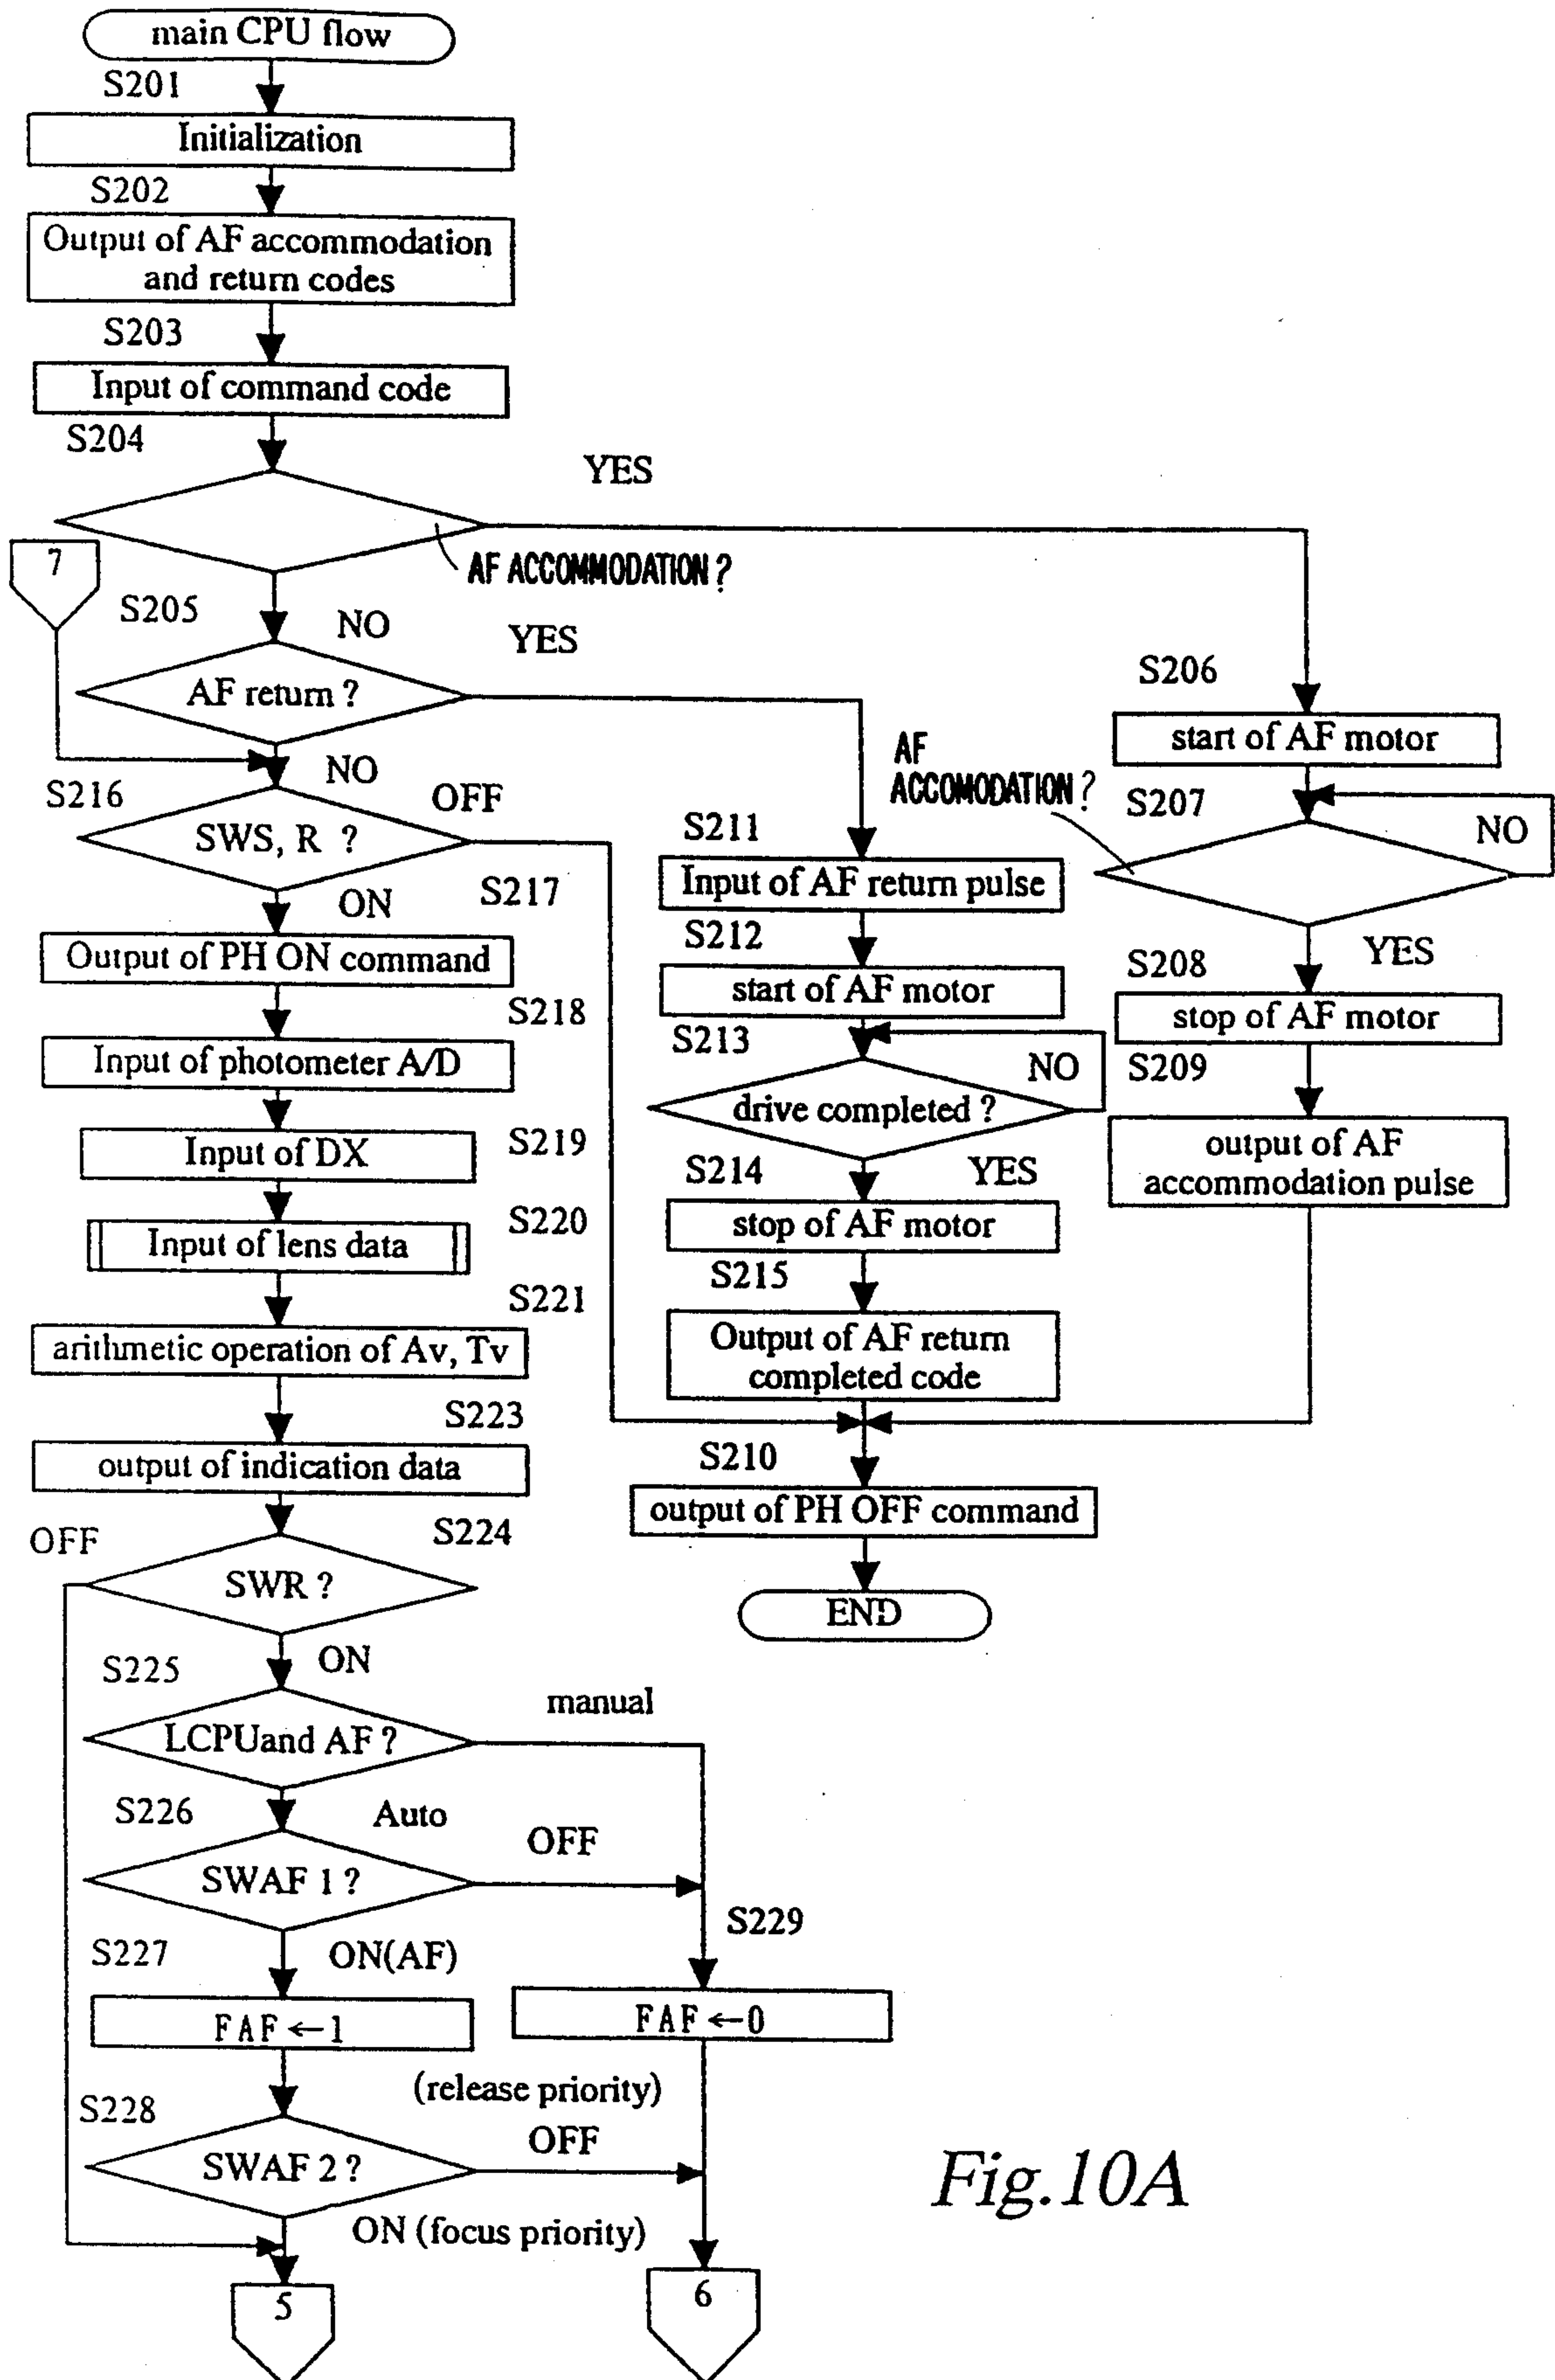 main CPU flow
S201
Initialization
S202
Output of AF accommodation
and return codes
S203
Input of command code
S204
YES
AF ACCOMMODATION ?
7
S205
NO
YES
AF return ?
NO
S216
OFF
SWS, R ?
ON
S217
Output of PH ON command
S218
Input of photometer A/D
S219
Input of DX
S220
Input of lens data
S221
arithmetic operation of Av, Tv
S223
output of indication data
S224
OFF
SWR ?
ON
S225
manual
LCPUand AF ?
S226
Auto
OFF
SWAF 1 ?
S227
ON(AF)
FAF ←1
S229
FAF ←0
(release priority)
S228
OFF
SWAF 2 ?
ON (focus priority)
5
6
S211
Input of AF return pulse
S212
start of AF motor
S213
NO
drive completed ?
S214
YES
stop of AF motor
S215
Output of AF return
completed code
S210
output of PH OFF command
END
S206
start of AF motor
AF
ACCOMODATION ?
S207
NO
YES
S208
stop of AF motor
S209
output of AF
accommodation pulse
Fig.10A